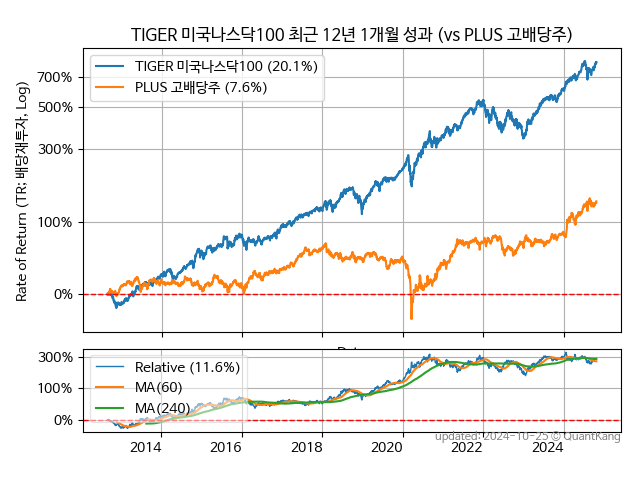 TIGER 미국나스닥100 최근 12년 1개월 성과 (vs PLUS 고배당주)
Rate of Return (TR: 배당재투자, Log)
TIGER 미국나스닥100 (20.1%)
PLUS 고배당주 (7.6%)
700%
500%
300%
100%
0%
Relative (11.6%)
MA(60)
MA(240)
300%
100%
0%
2014 2016 2018 2020 2022 2024
updated: 2024-10-25 © QuantKang